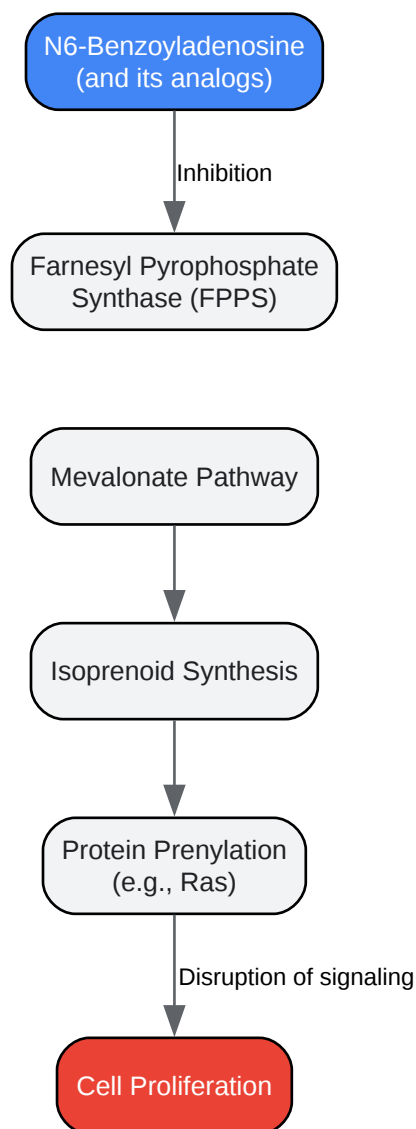 N6-Benzoyladenosine
(and its analogs)
Inhibition
Farnesyl Pyrophosphate
Synthase (FPPS)
Mevalonate Pathway
Isoprenoid Synthesis
Protein Prenylation
(e.g., Ras)
Disruption of signaling
Cell Proliferation